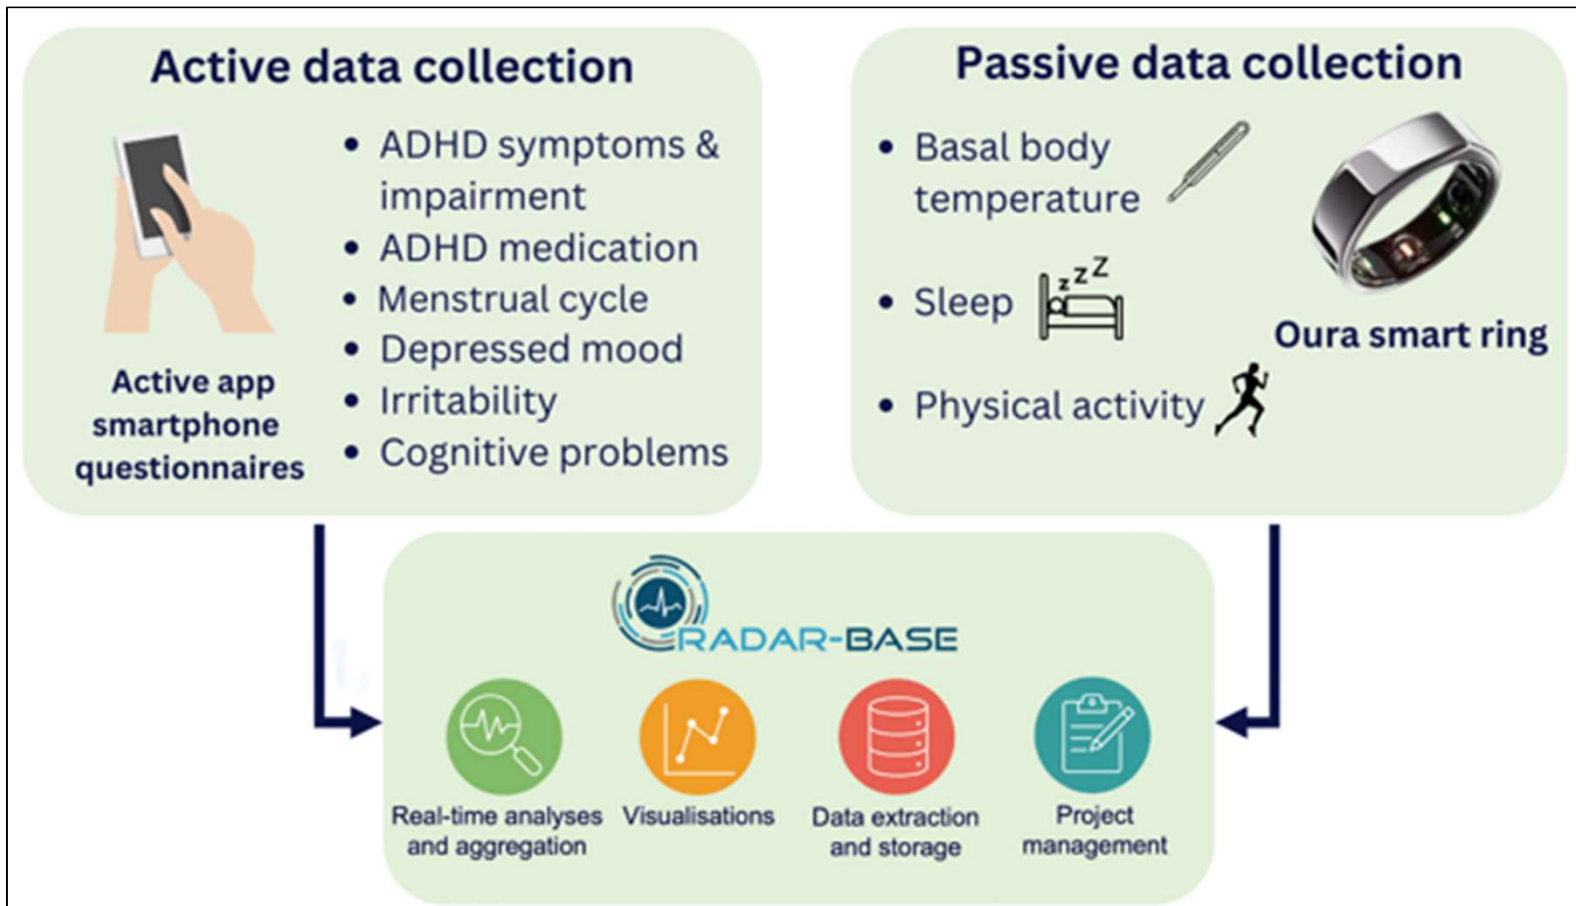 Active data collection
• ADHD symptoms &
impairment
• ADHD medication
• Menstrual cycle
• Depressed mood
• Irritability
• Cognitive problems
Active app
smartphone
questionnaires
Passive data collection
• Basal body
temperature
• Sleep
z z Z
• Physical activity
Oura smart ring
RADAR-BASE
Real-time analyses
and aggregation
Visualisations
Data extraction
and storage
Project
management